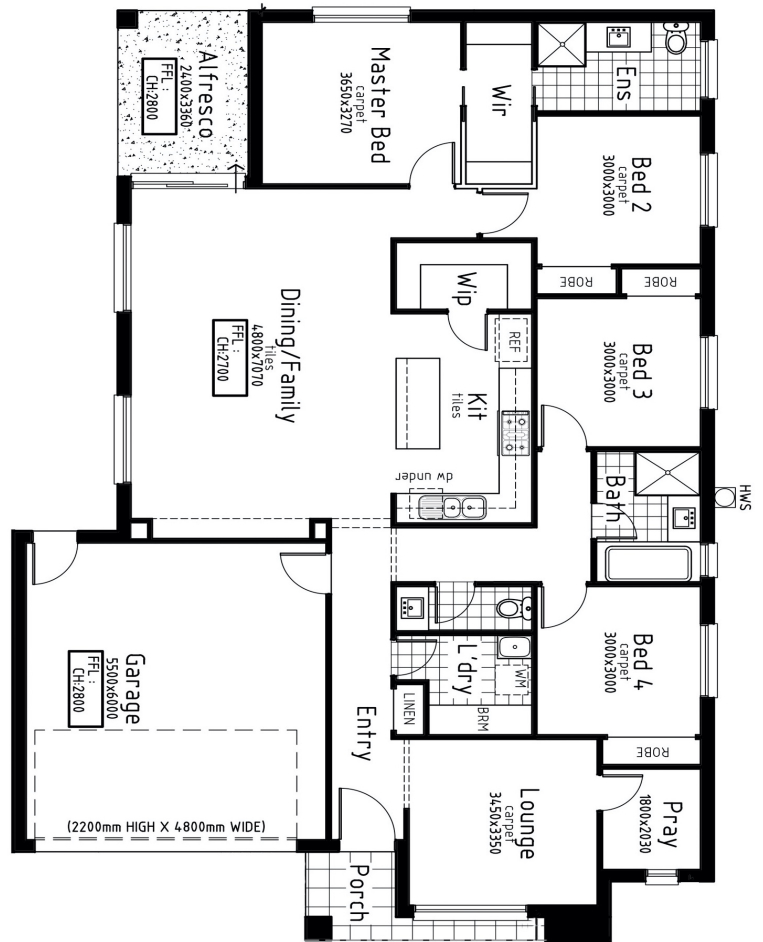 Alfresco
2400x3360
FFL :
CH:2800
Master Bed
carpet
3650x3270
Wir
Ens
Bed 2
carpet
3000x3000
ROBE
ROBE
Wip
Dining/Family
tiles
4800x7070
FFL :
CH:2700
REF
Kit
tiles
dw under
Bed 3
carpet
3000x3000
HWS
Bath
Bed 4
carpet
3000x3000
ROBE
L'dry
WM
BRM
LINEN
Entry
Garage
5500x6000
FFL :
CH:2800
(2200mm HIGH X 4800mm WIDE)
Lounge
carpet
3450x3350
Pray
1800x2030
Porch